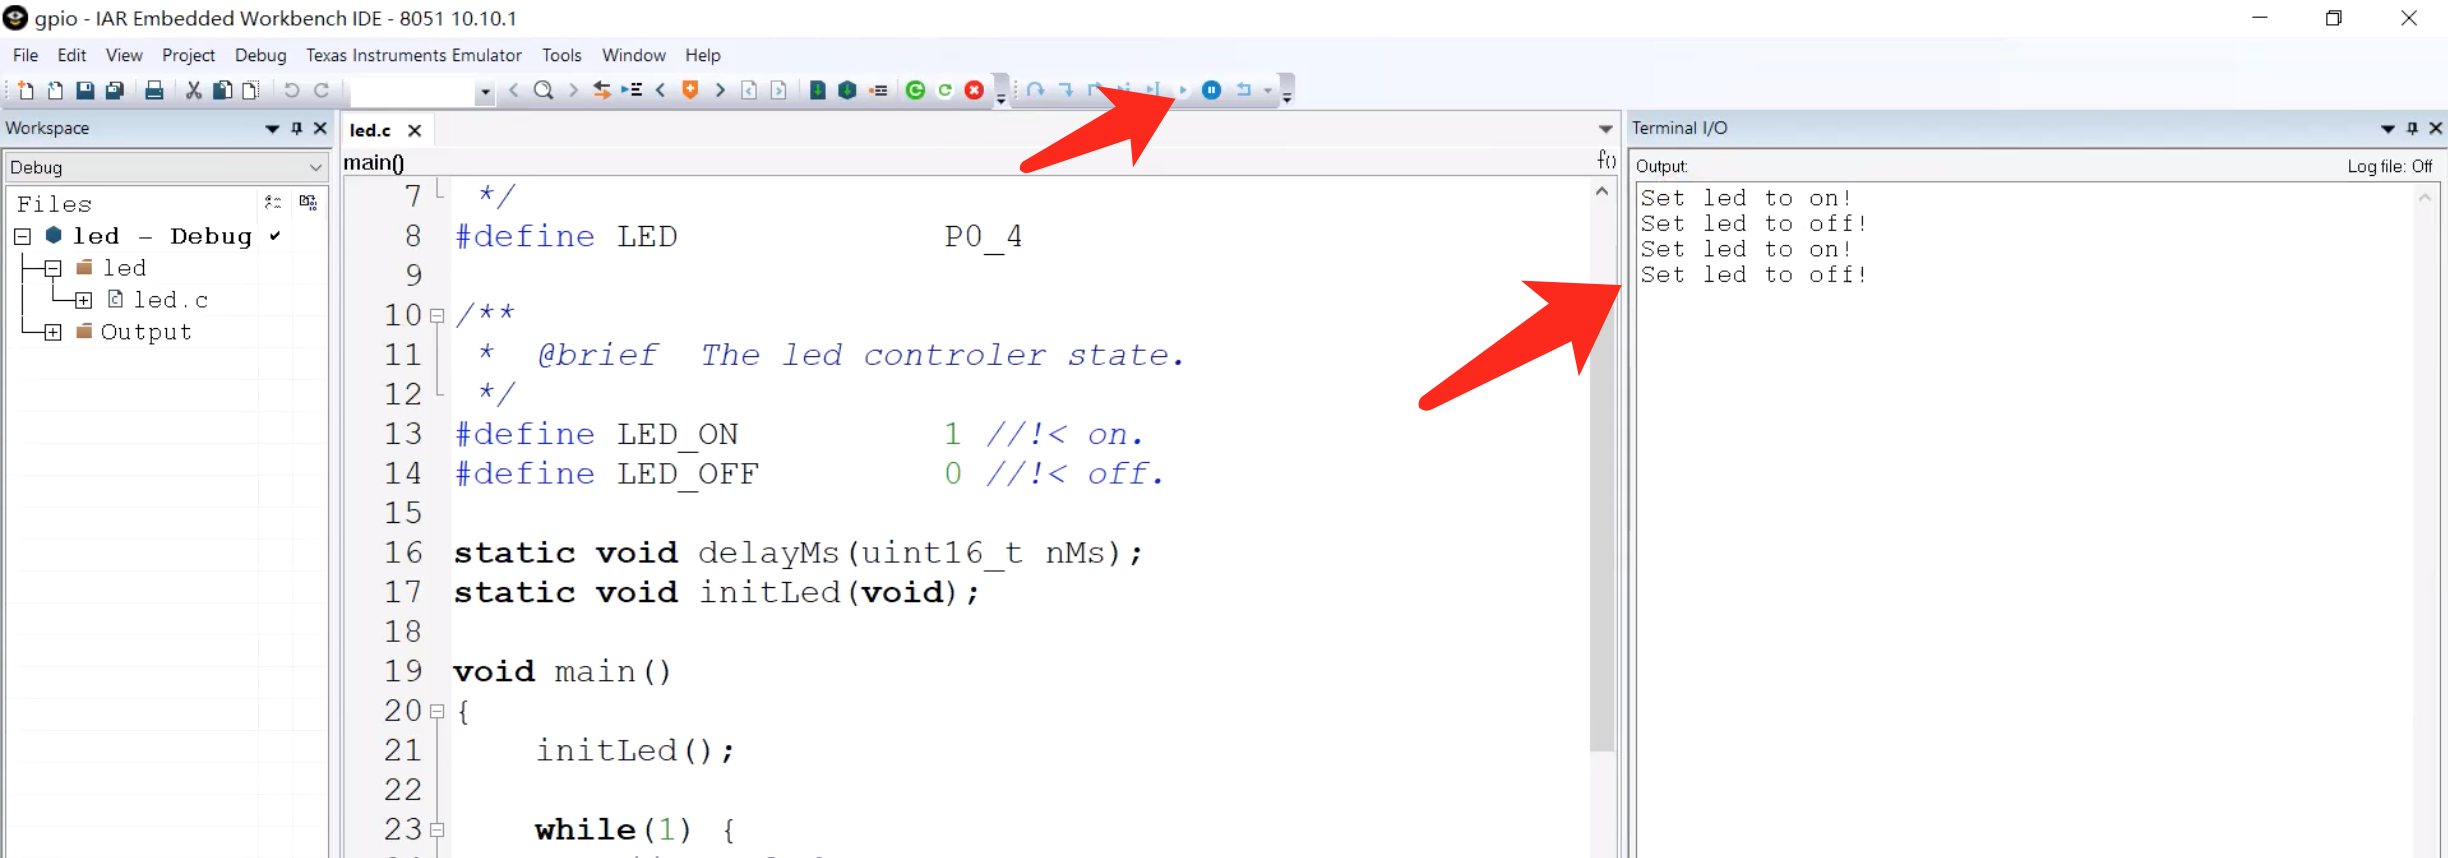 gpio - IAR Embedded Workbench IDE - 8051 10.10.1
File Edit View Project Debug Texas Instruments Emulator Tools Window Help
Workspace
Debug
Files
led - Debug
led
led.c
Output
led.c
main()
f()
7 */
8 #define LED P0_4
9
10 /**
11 * @brief The led controler state.
12 */
13 #define LED_ON 1 //!< on.
14 #define LED_OFF 0 //!< off.
15
16 static void delayMs(uint16_t nMs);
17 static void initLed(void);
18
19 void main()
20 {
21 initLed();
22
23 while(1) {
Terminal I/O
Output: Log file: Off
Set led to on!
Set led to off!
Set led to on!
Set led to off!